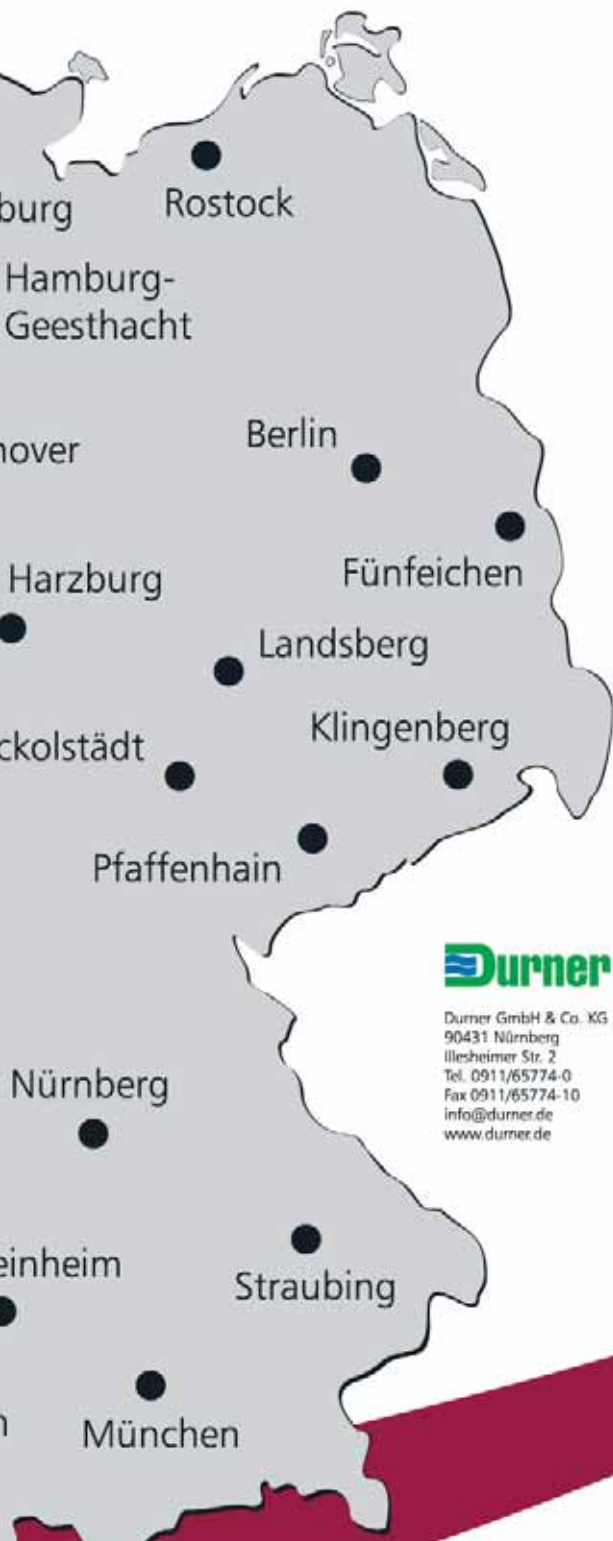 Rostock
burg
Hamburg-
Geesthacht
Berlin
nover
Fünfeichen
Harzburg
Landsberg
Klingenberg
ckolstädt
Pfaffenhain
Durner
Durner GmbH & Co. KG
90431 Nürnberg
Illesheimer Str. 2
Tel. 0911/65774-0
Fax 0911/65774-10
info@durner.de
www.durner.de
Nürnberg
einheim
Straubing
n
München